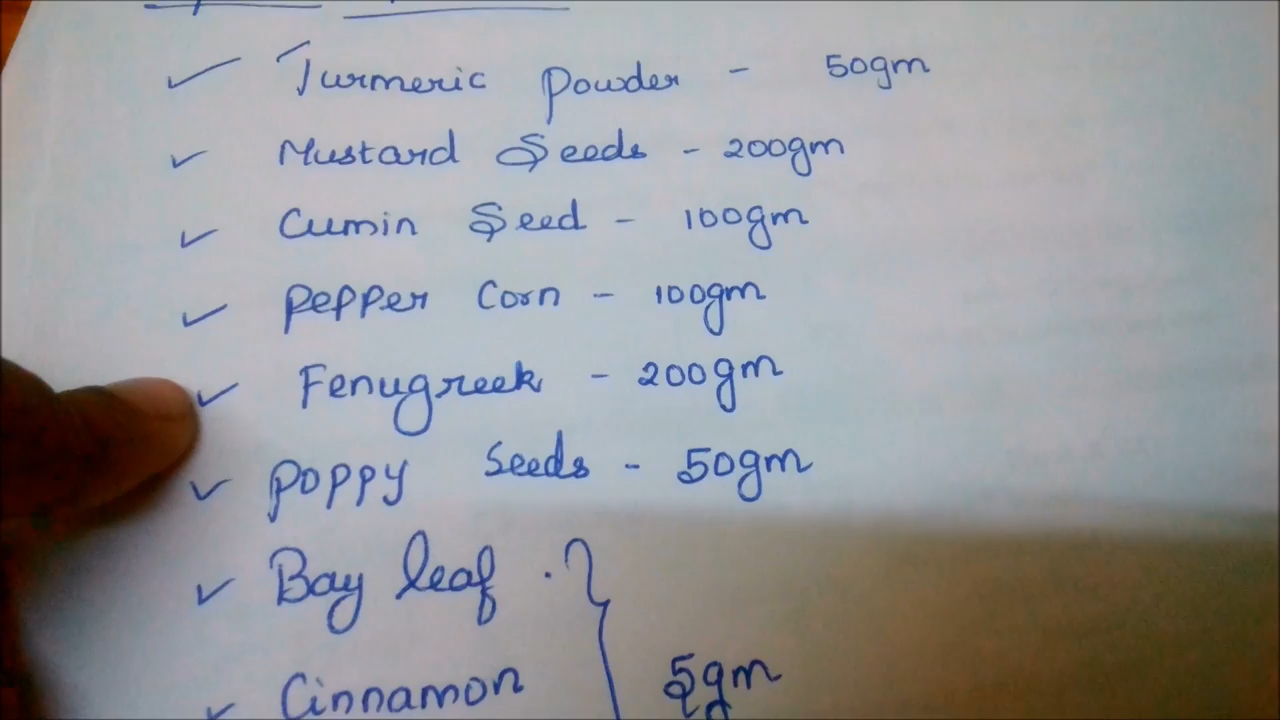 ✓ Turmeric Powder - 50gm
✓ Mustard Seeds - 200gm
✓ Cumin Seed - 100gm
✓ Pepper Corn - 100gm
✓ Fenugreek - 200gm
✓ Poppy Seeds - 50gm
✓ Bay leaf . }
✓ Cinnamon 5gm